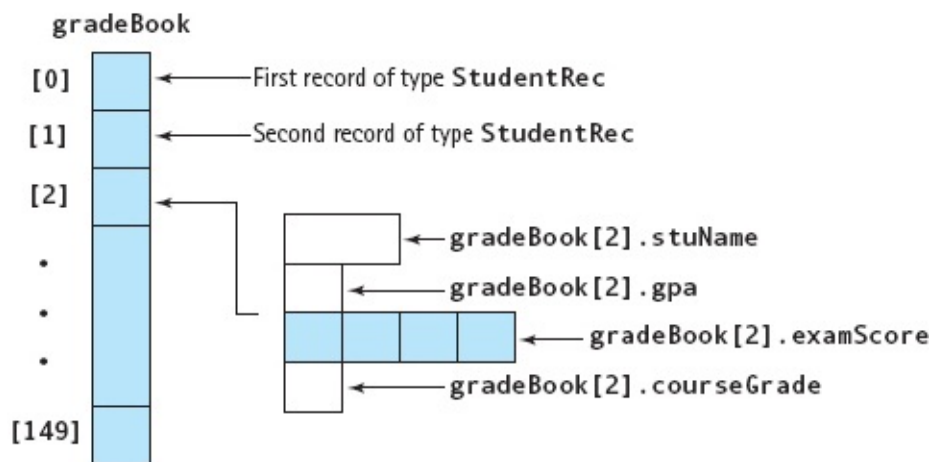 gradeBook
[0] First record of type StudentRec
[1] Second record of type StudentRec
[2]
gradeBook[2].stuName
gradeBook[2].gpa
gradeBook[2].examScore
gradeBook[2].courseGrade
[149]